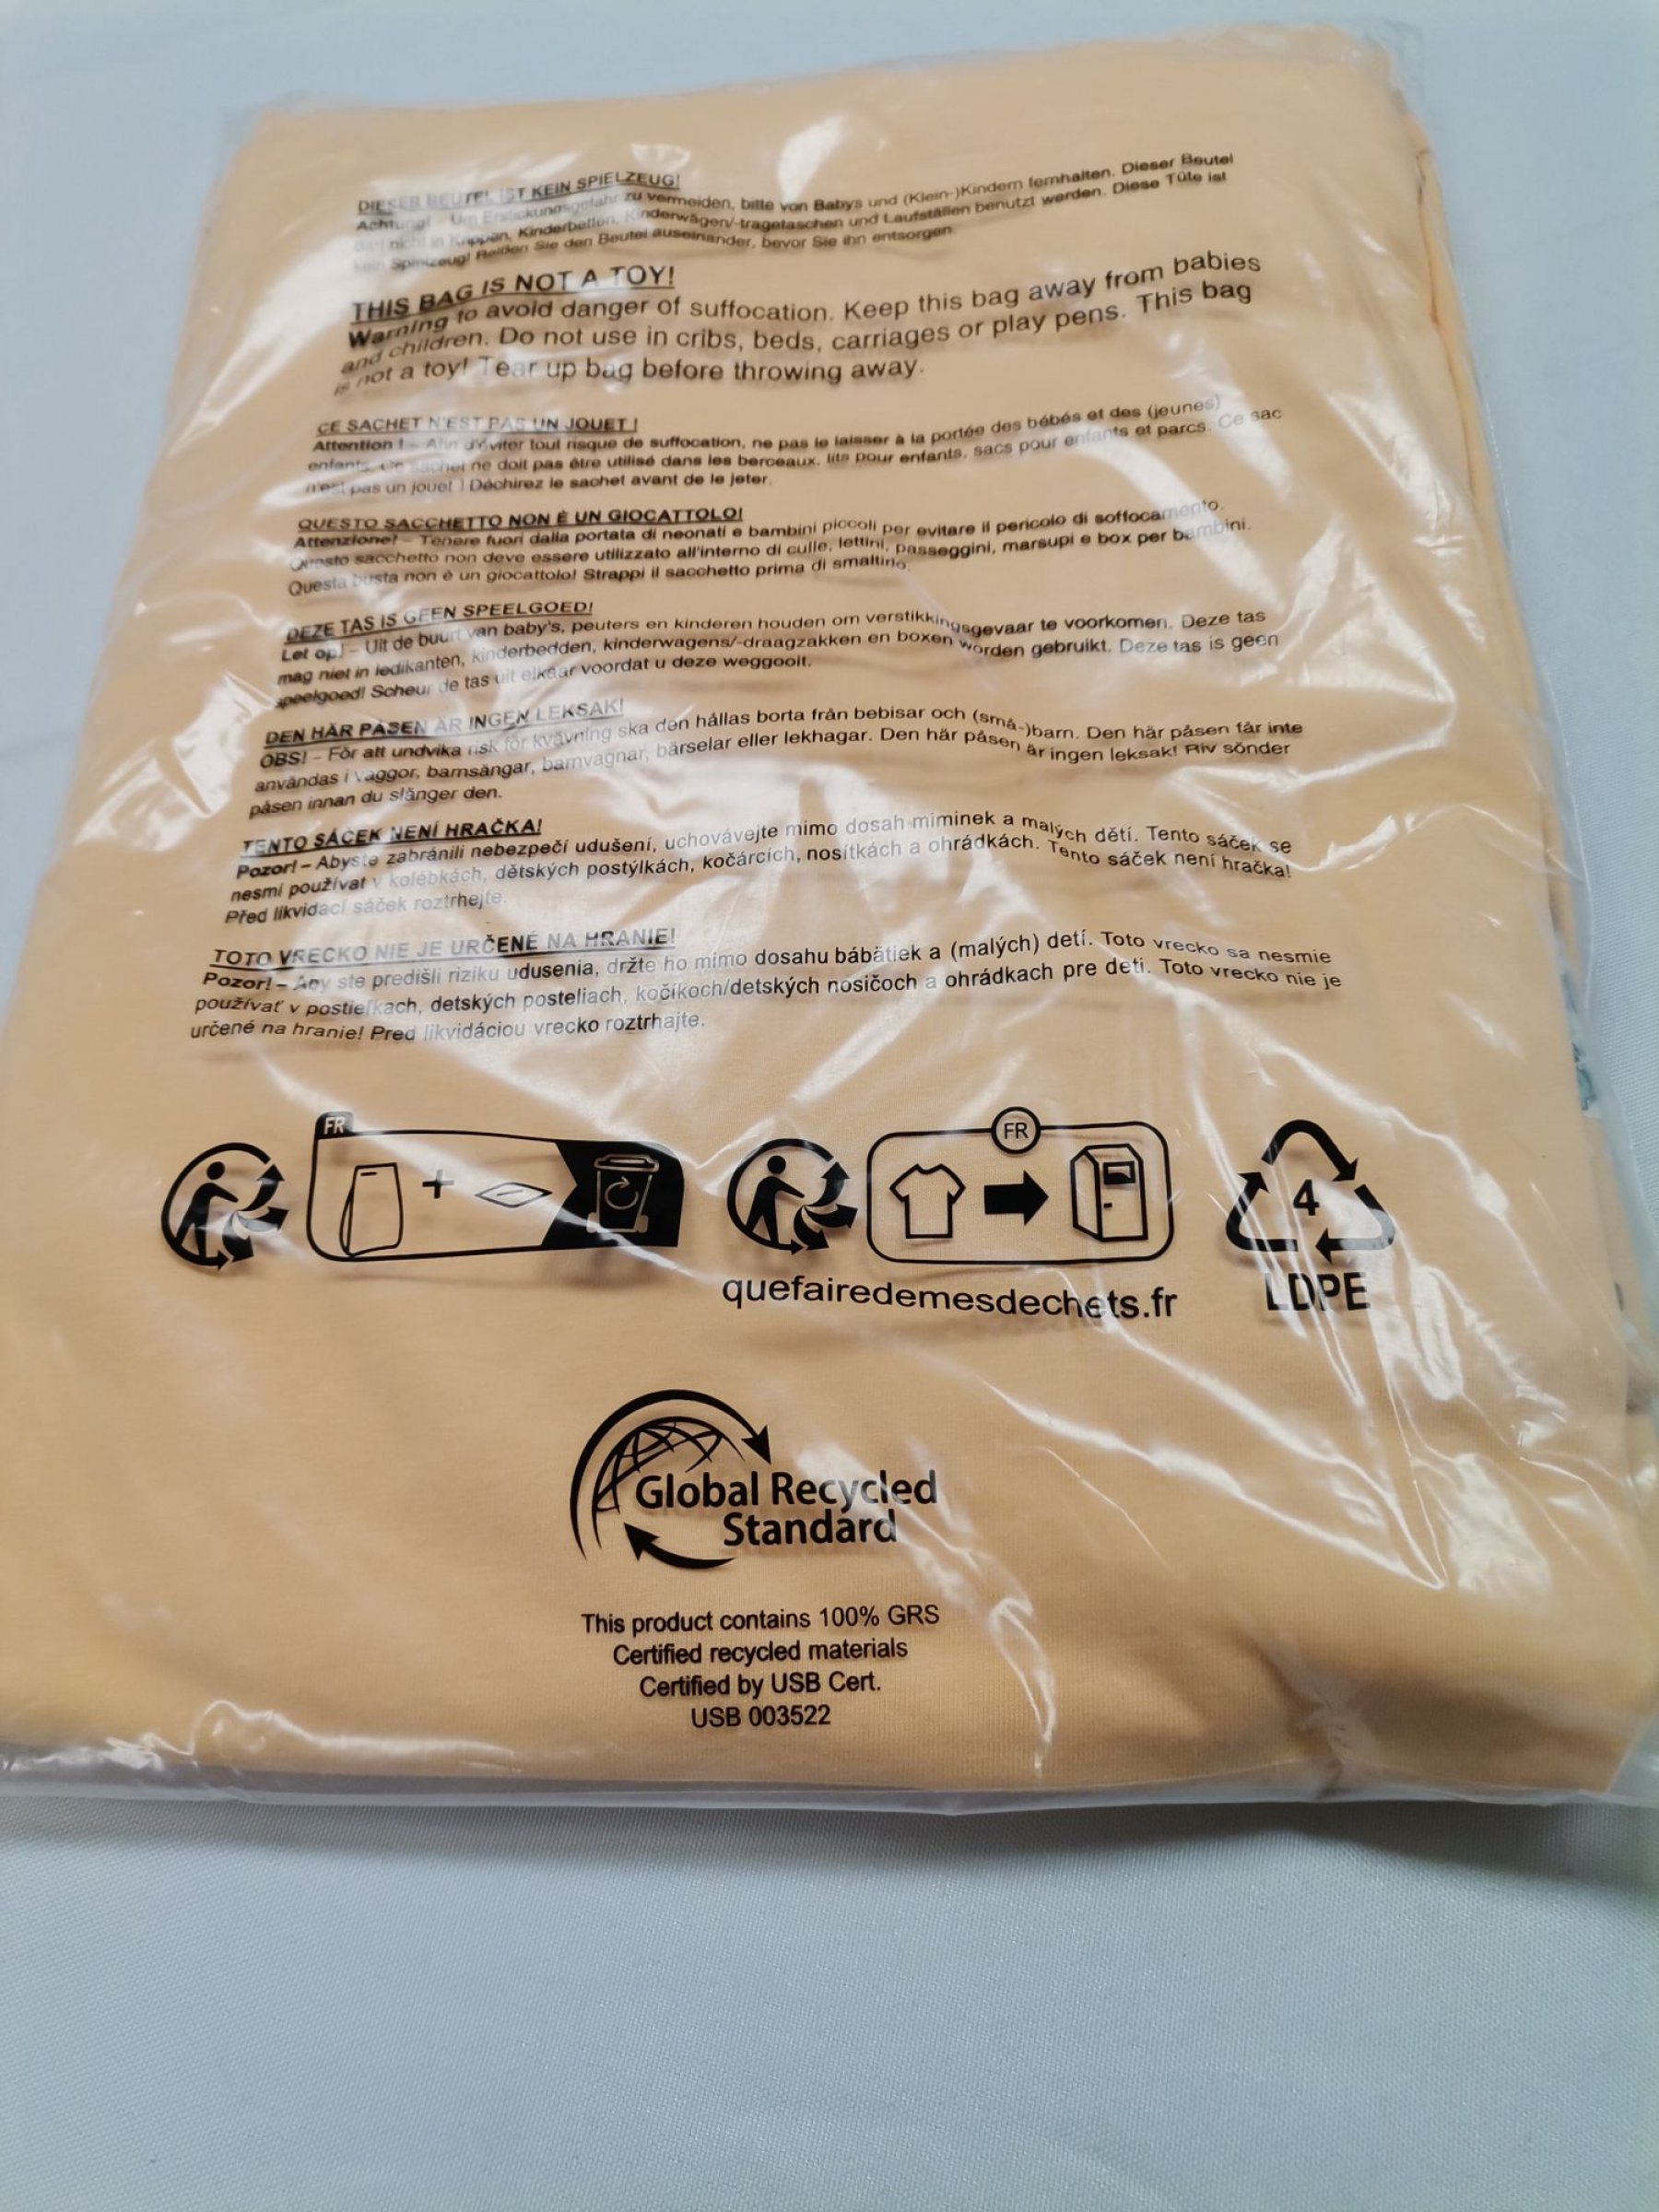 DIESER BEUTEL IST KEIN SPIELZEUG!
Achtung! - Um Erstickungsgefahr zu vermeiden, bitte von Babys und (Klein-)Kindern fernhalten. Dieser Beutel
darf nicht in Krippen, Kinderbetten, Kinderwägen/-tragetaschen und Laufställen benutzt werden. Diese Tüte ist
kein Spielzeug! Reißen Sie den Beutel auseinander, bevor Sie ihn entsorgen
THIS BAG IS NOT A TOY!
Warning to avoid danger of suffocation. Keep this bag away from babies
and children. Do not use in cribs, beds, carriages or play pens. This bag
is not a toy! Tear up bag before throwing away.
CE SACHET N'EST PAS UN JOUET !
Attention ! – Afin d'éviter tout risque de suffocation, ne pas le laisser à la portée des bébés et des (jeunes)
enfants. Ce sachet ne doit pas être utilisé dans les berceaux, lits pour enfants, sacs pour enfants et parcs. Ce sac
n'est pas un jouet ! Déchirez le sachet avant de le jeter.
QUESTO SACCHETTO NON È UN GIOCATTOLO!
Attenzione! – Tenere fuori dalla portata di neonati e bambini piccoli per evitare il pericolo di soffocamento.
Questo sacchetto non deve essere utilizzato all'interno di culle, lettini, passeggini, marsupi e box per bambini.
Questa busta non è un giocattolo! Strappi il sacchetto prima di smaltirlo.
DEZE TAS IS GEEN SPEELGOED!
Let op! – Uit de buurt van baby's, peuters en kinderen houden om verstikkingsgevaar te voorkomen. Deze tas
mag niet in ledikanten, kinderbedden, kinderwagens/-draagzakken en boxen worden gebruikt. Deze tas is geen
speelgoed! Scheur de tas uit elkaar voordat u deze weggooit.
DEN HÄR PÅSEN ÄR INGEN LEKSAK!
OBS! – För att undvika risk för kvävning ska den hållas borta från bebisar och (små-)barn. Den här påsen får inte
användas i vaggor, barnsängar, barnvagnar, bärselar eller lekhagar. Den här påsen är ingen leksak! Riv sönder
påsen innan du slänger den.
TENTO SÁČEK NENÍ HRAČKA!
Pozor! – Abyste zabránili nebezpečí udušení, uchovávejte mimo dosah miminek a malých dětí. Tento sáček se
nesmí používat v kolébkách, dětských postýlkách, kočárcích, nosítkách a ohrádkách. Tento sáček není hračka!
Před likvidací sáček roztrhejte.
TOTO VRECKO NIE JE URČENÉ NA HRANIE!
Pozor! – Aby ste predišli riziku udusenia, držte ho mimo dosahu bábätiek a (malých) detí. Toto vrecko sa nesmie
používať v postieľkach, detských posteliach, kočíkoch/detských nosičoch a ohrádkach pre deti. Toto vrecko nie je
určené na hranie! Pred likvidáciou vrecko roztrhajte.
FR
+
FR
4
quefairedemesdechets.fr
LDPE
Global Recycled
Standard
This product contains 100% GRS
Certified recycled materials
Certified by USB Cert.
USB 003522